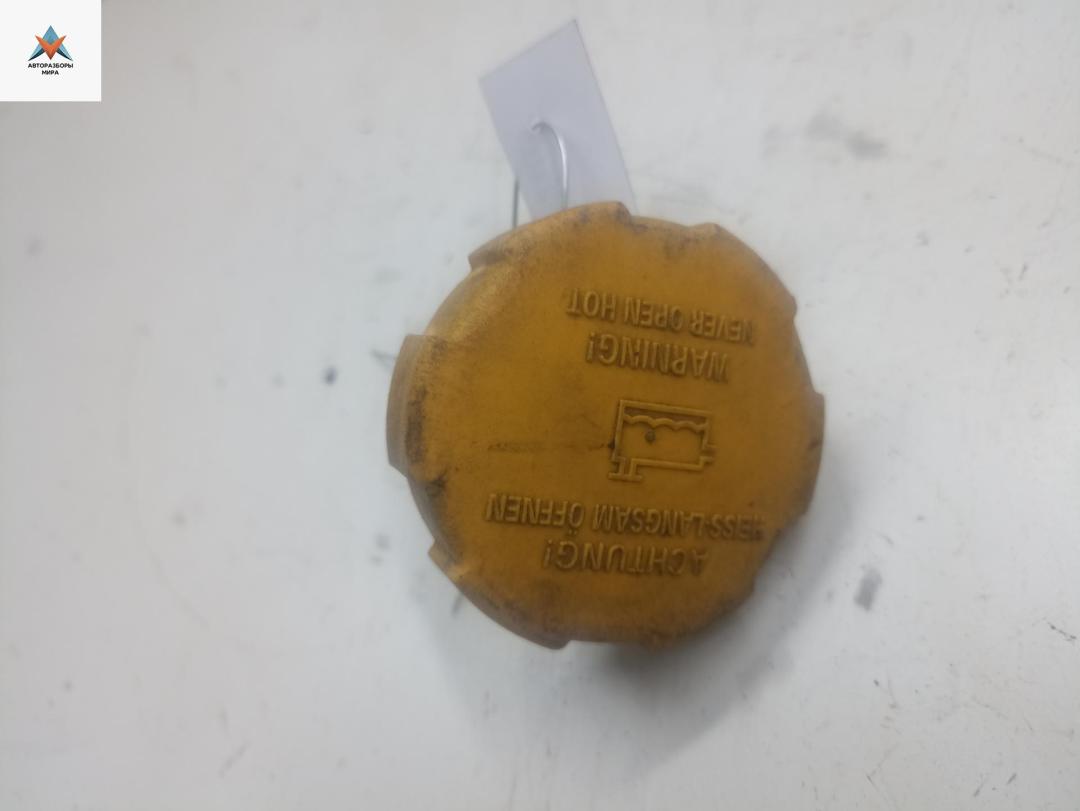 АВТОРАЗБОРЫ
МИРА
ACHTUNG!
HEISS-LANGSAM ÖFFNEN
WARNING!
NEVER OPEN HOT